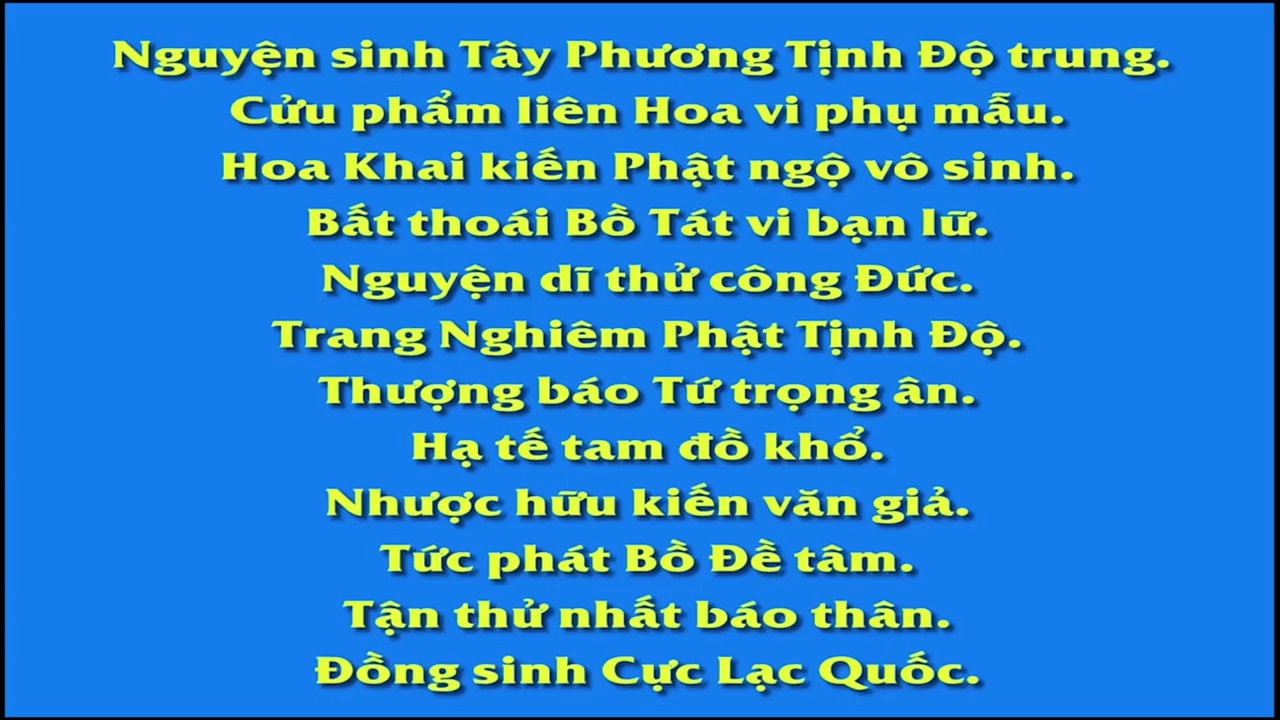 Nguyện sinh Tây Phương Tịnh Độ trung.
Cửu phẩm liên Hoa vi phụ mẫu.
Hoa Khai kiến Phật ngộ vô sinh.
Bất thoái Bồ Tát vi bạn lữ.
Nguyện dĩ thử công Đức.
Trang Nghiêm Phật Tịnh Độ.
Thượng báo Tứ trọng ân.
Hạ tế tam đồ khổ.
Nhược hữu kiến văn giả.
Tức phát Bồ Đề tâm.
Tận thử nhất báo thân.
Đồng sinh Cực Lạc Quốc.